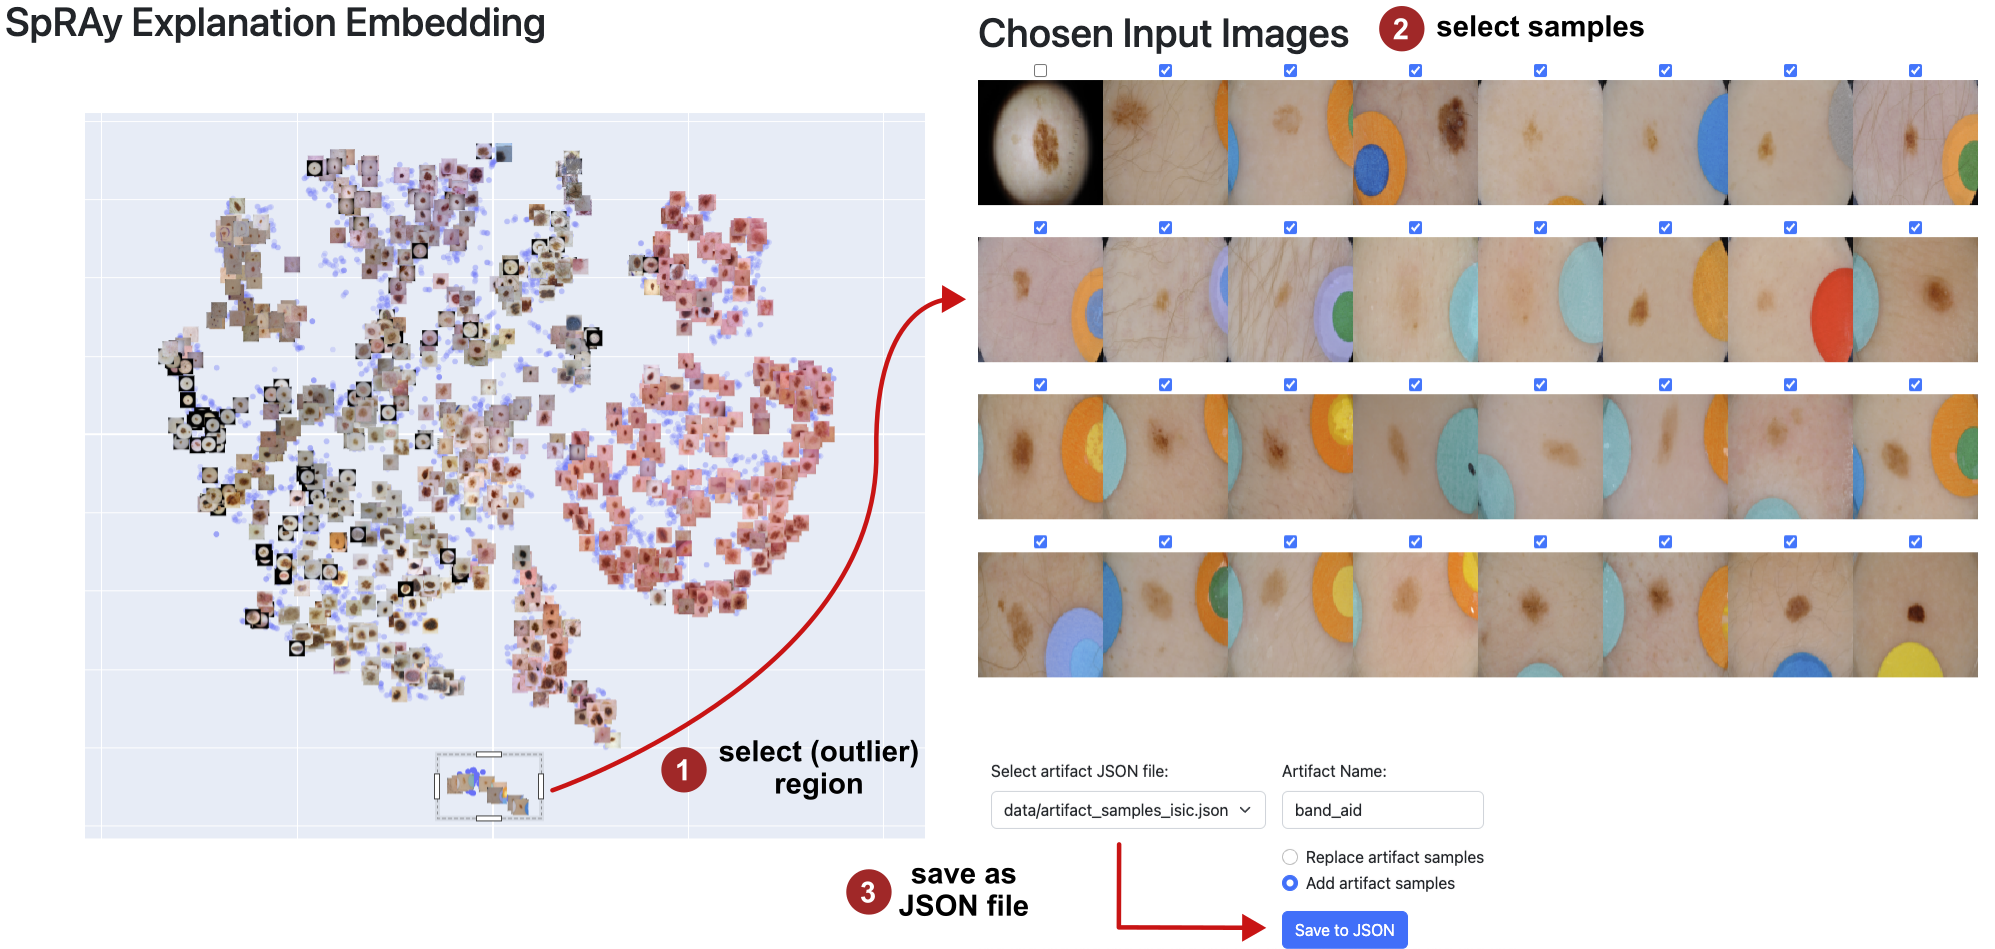 SpRAy Explanation Embedding
Chosen Input Images
2 select samples
1 select (outlier)
region
Select artifact JSON file:
Artifact Name:
data/artifact_samples_isic.json
band_aid
Replace artifact samples
Add artifact samples
3 save as
JSON file
Save to JSON